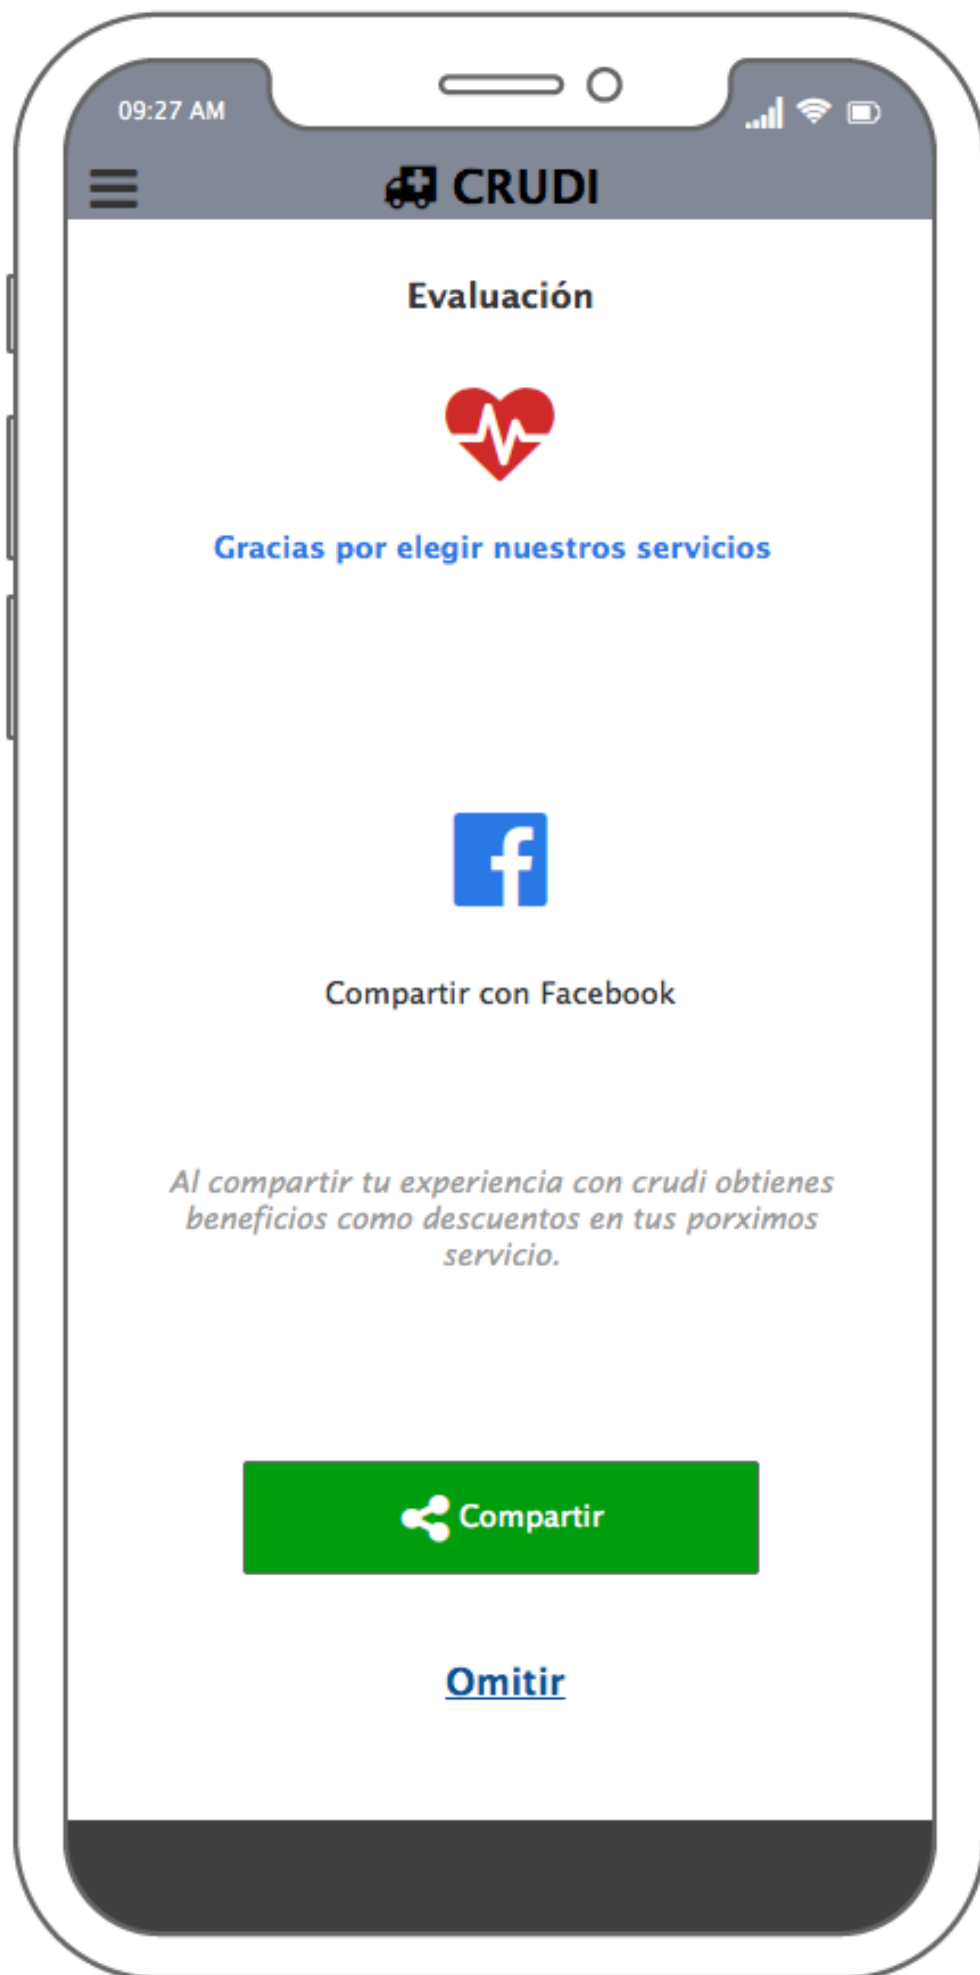 09:27 AM
CRUDI
Evaluación
Gracias por elegir nuestros servicios
Compartir con Facebook
Al compartir tu experiencia con crudi obtienes
beneficios como descuentos en tus porximos
servicio.
Compartir
Omitir